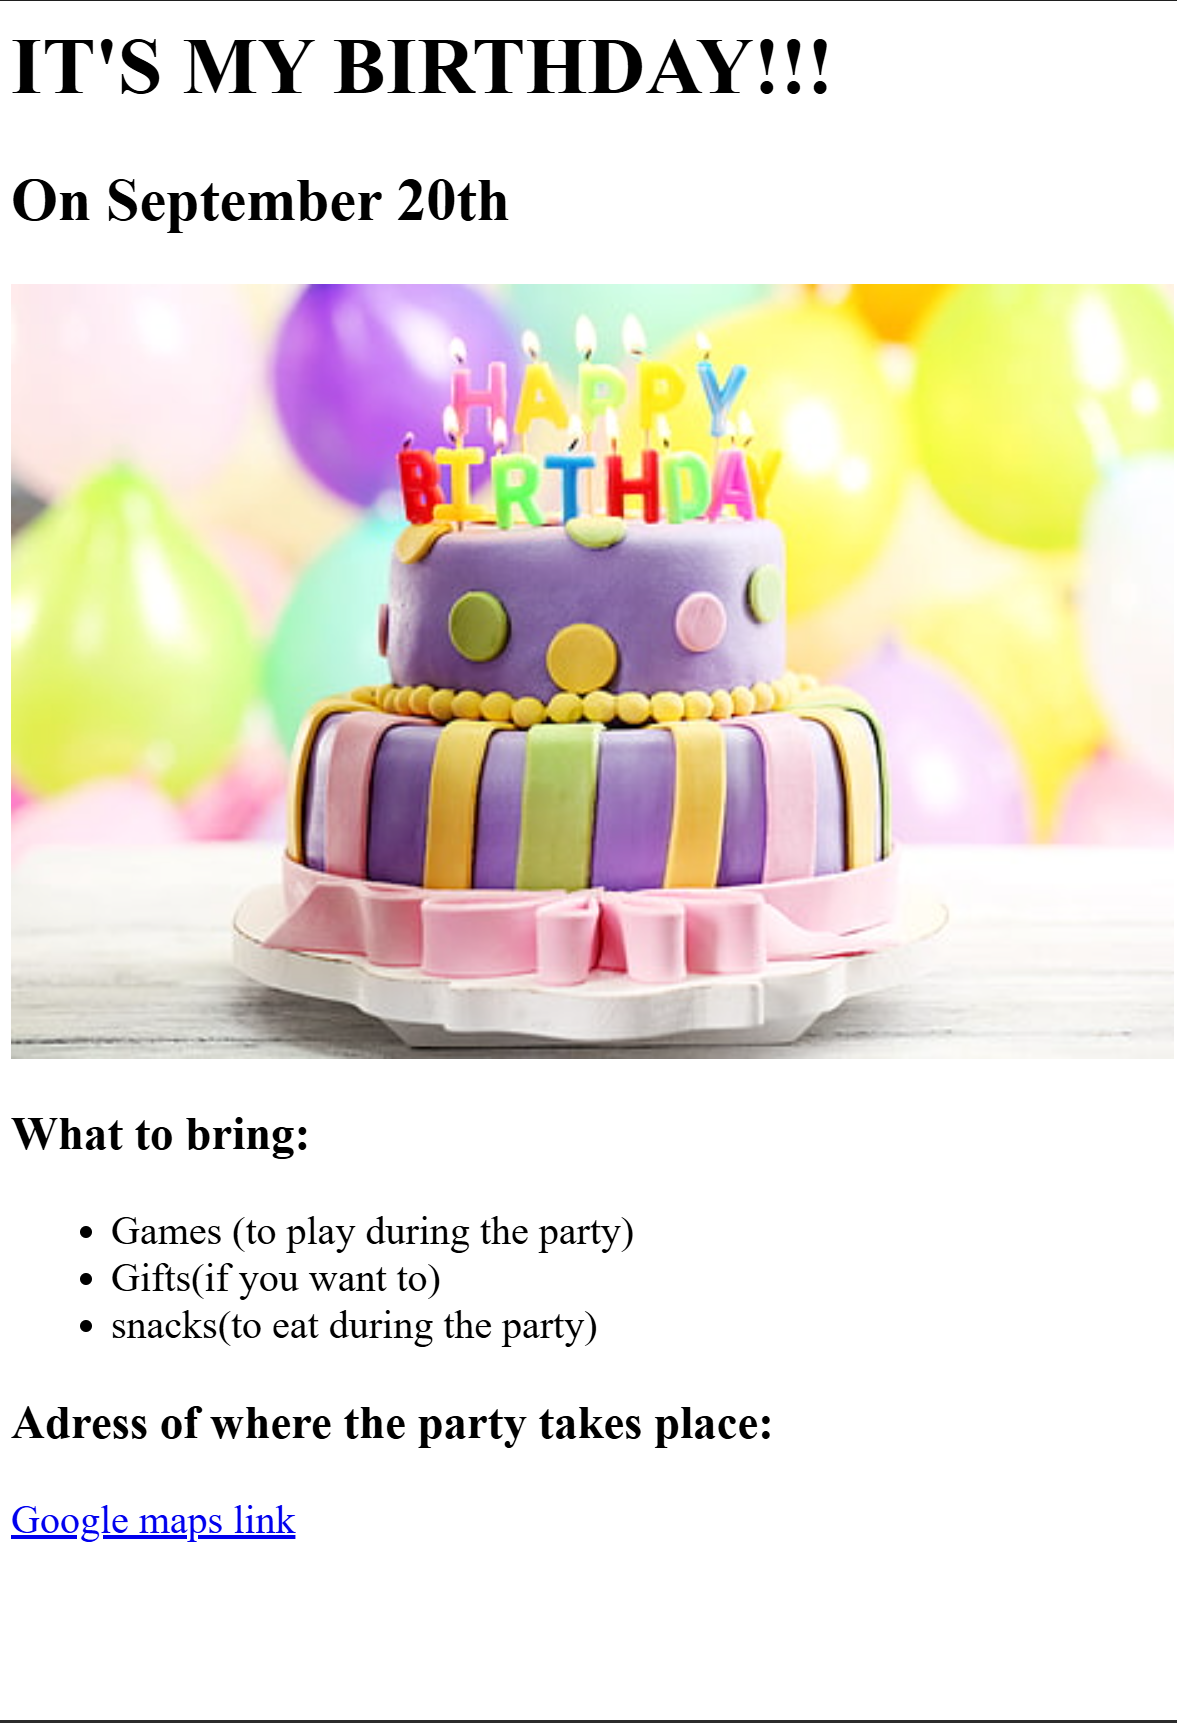 IT'S MY BIRTHDAY!!!
On September 20th
HAPPY
BIRTHDAY
What to bring:
Games (to play during the party)
Gifts(if you want to)
snacks(to eat during the party)
Adress of where the party takes place:
Google maps link